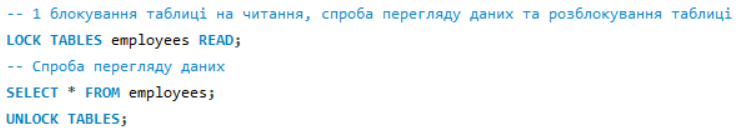 -- 1 блокування таблиці на читання, спроба перегляду даних та розблокування таблиці
LOCK TABLES employees READ;
-- Спроба перегляду даних
SELECT * FROM employees;
UNLOCK TABLES;